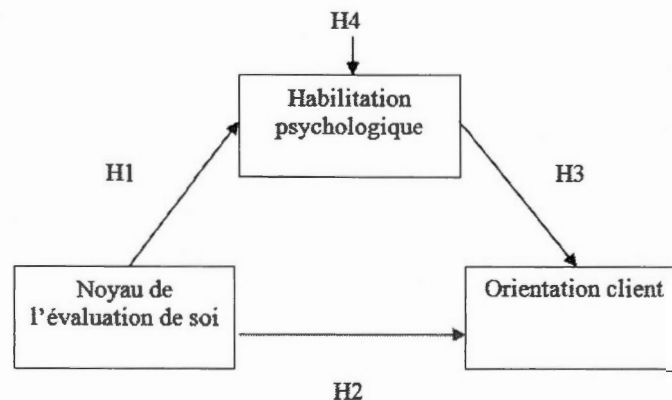 H4
Habilitation
psychologique
H1
H3
Noyau de
l'évaluation de soi
Orientation client
H2